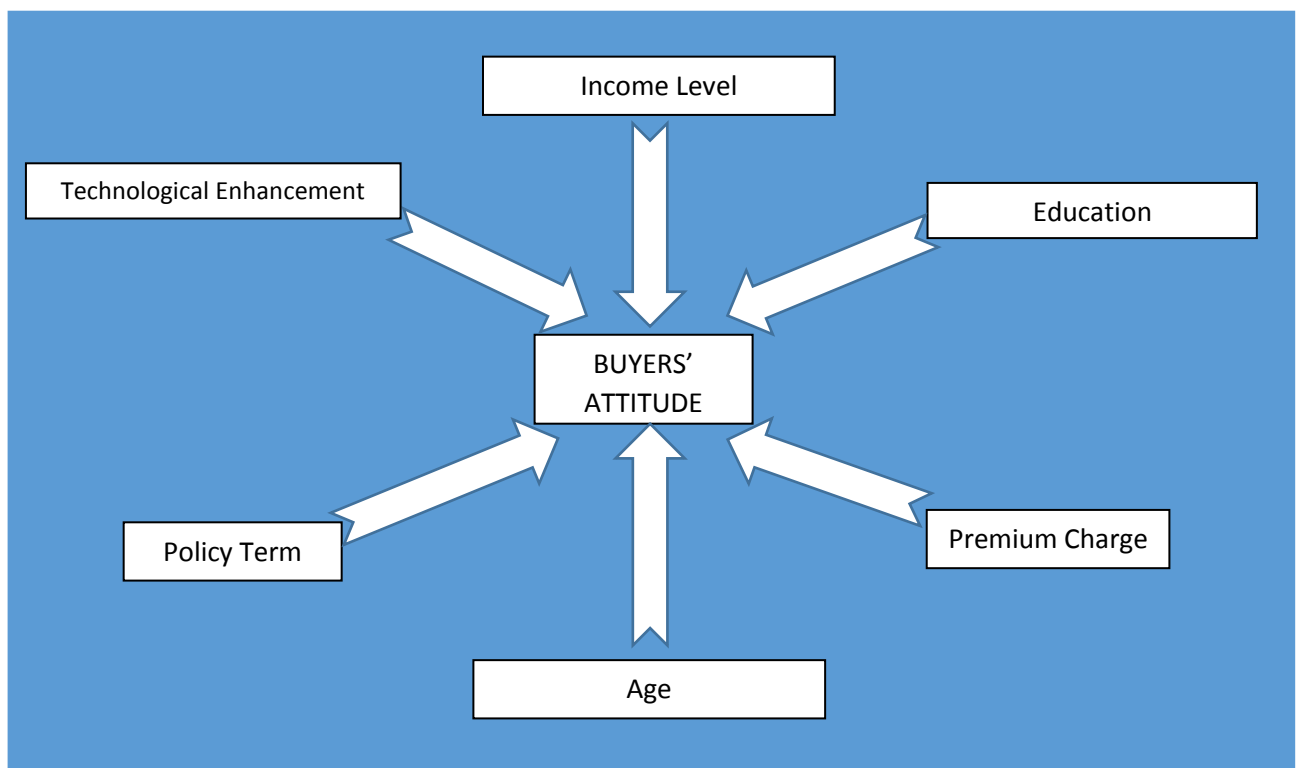 Income Level
Technological Enhancement
Education
BUYERS’
ATTITUDE
Policy Term
Premium Charge
Age